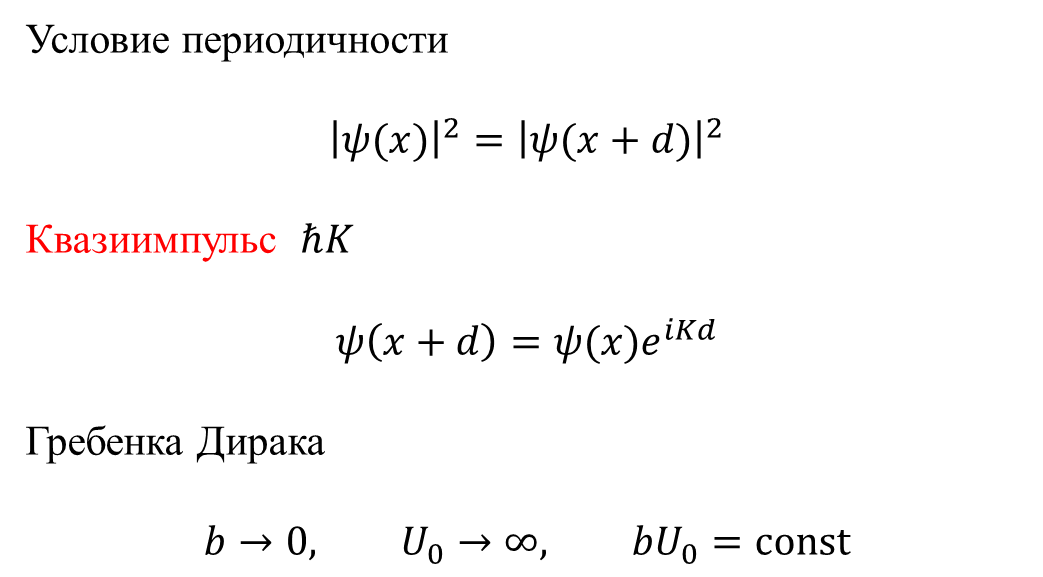 Условие периодичности
|ψ(x)|² = |ψ(x + d)|²
Квазиимпульс ℏK
ψ(x + d) = ψ(x)e^{iKd}
Гребенка Дирака
b → 0, U₀ → ∞, bU₀ = const